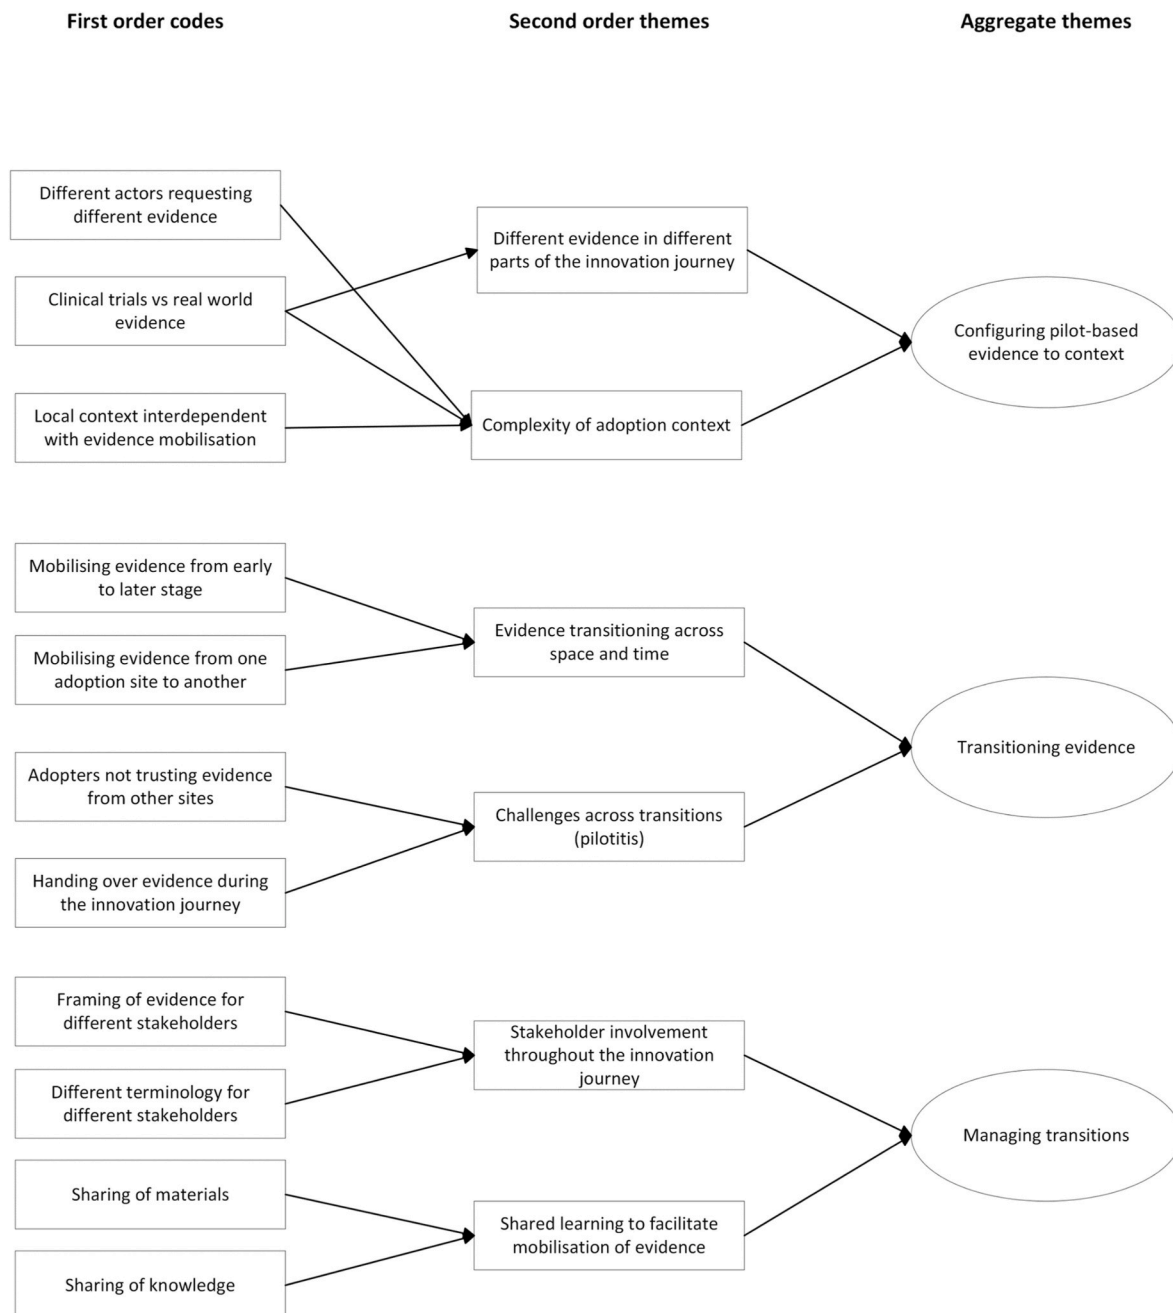 First order codes
Second order themes
Aggregate themes
Different actors requesting
different evidence
Clinical trials vs real world
evidence
Local context interdependent
with evidence mobilisation
Different evidence in different
parts of the innovation journey
Complexity of adoption context
Configuring pilot-based
evidence to context
Mobilising evidence from early
to later stage
Mobilising evidence from one
adoption site to another
Adopters not trusting evidence
from other sites
Handing over evidence during
the innovation journey
Evidence transitioning across
space and time
Challenges across transitions
(pilotitis)
Transitioning evidence
Framing of evidence for
different stakeholders
Different terminology for
different stakeholders
Sharing of materials
Sharing of knowledge
Stakeholder involvement
throughout the innovation
journey
Shared learning to facilitate
mobilisation of evidence
Managing transitions